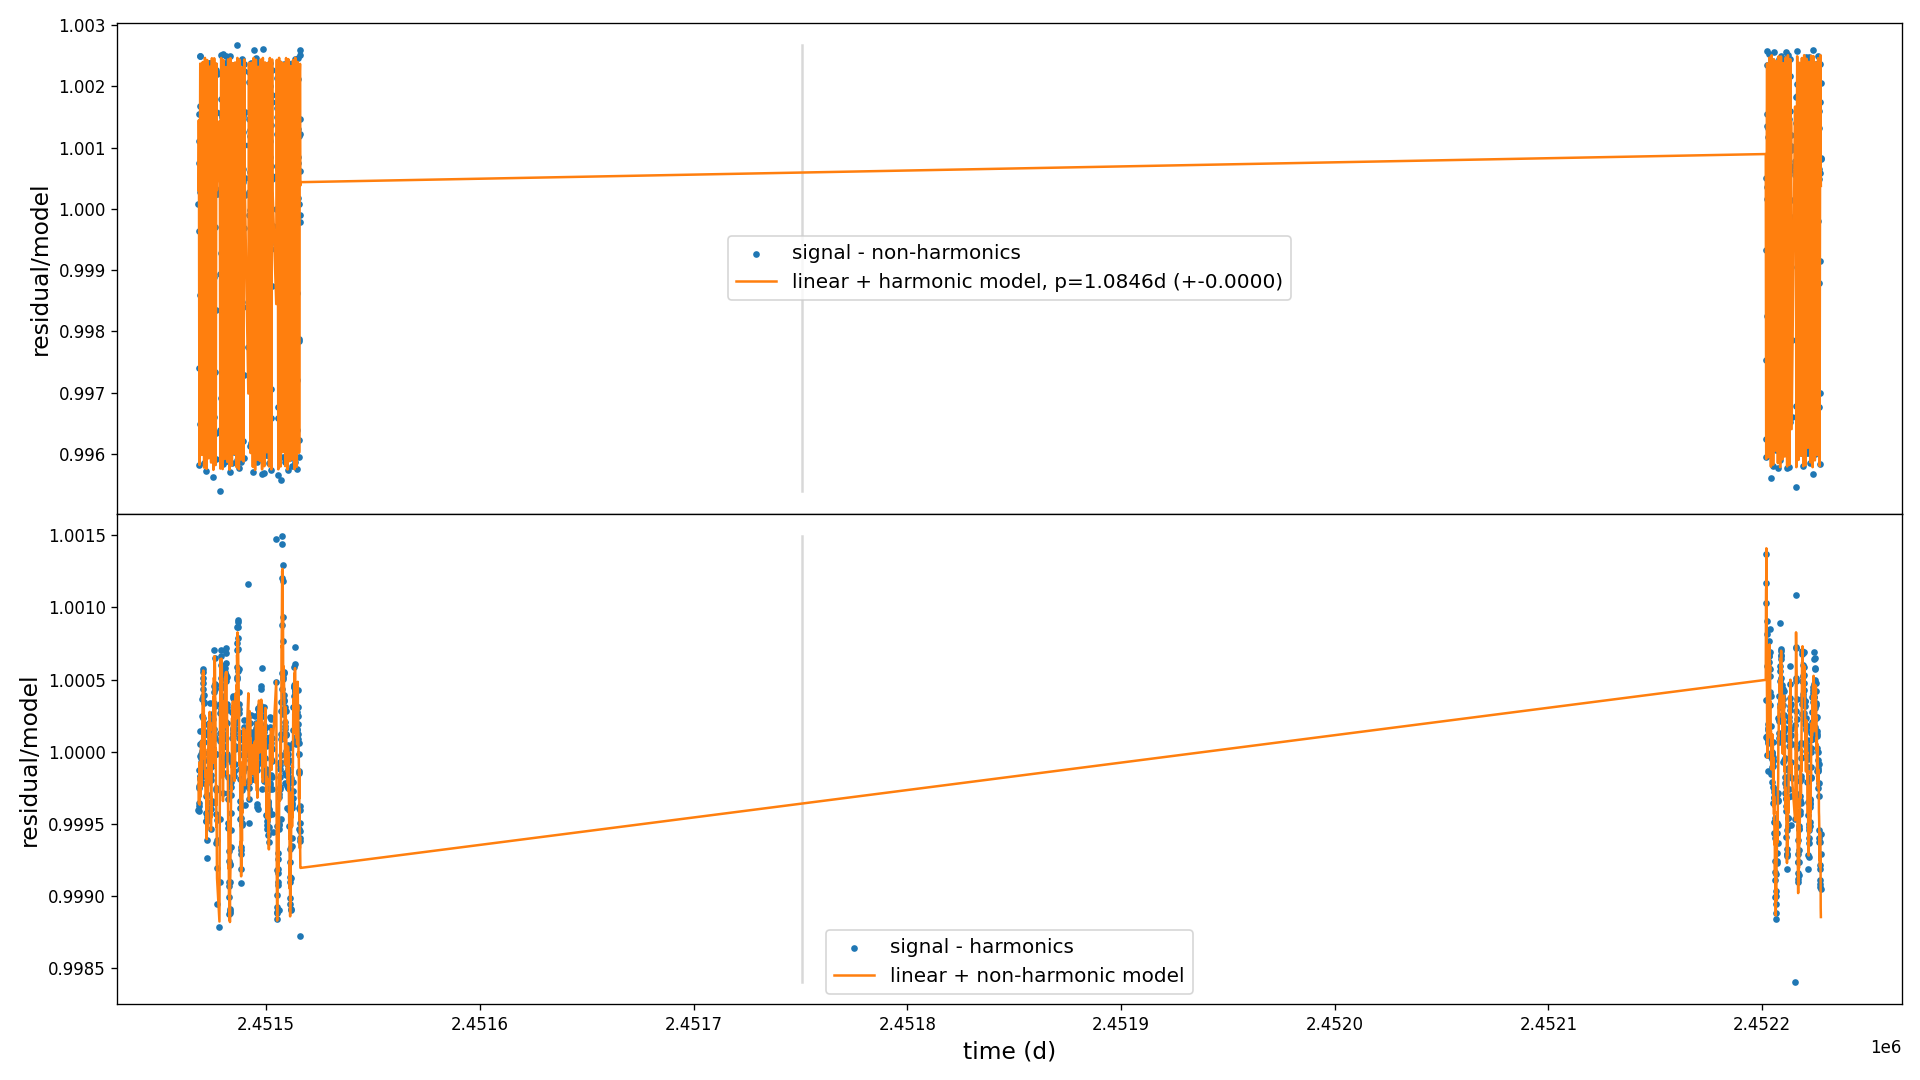 1.003
1.002
1.001
1.000
0.999
0.998
0.997
0.996
residual/model
signal - non-harmonics
linear + harmonic model, p=1.0846d (+-0.0000)
1.0015
1.0010
1.0005
1.0000
0.9995
0.9990
0.9985
residual/model
signal - harmonics
linear + non-harmonic model
2.4515 2.4516 2.4517 2.4518 2.4519 2.4520 2.4521 2.4522
1e6
time (d)